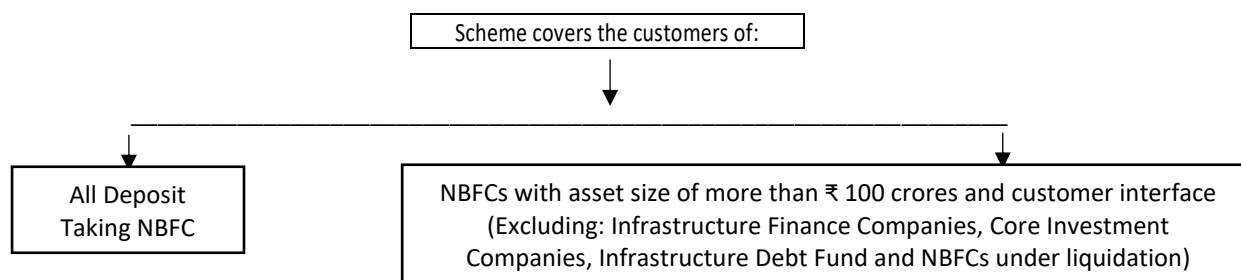 Scheme covers the customers of:
All Deposit
Taking NBFC
NBFCs with asset size of more than ₹ 100 crores and customer interface
(Excluding: Infrastructure Finance Companies, Core Investment
Companies, Infrastructure Debt Fund and NBFCs under liquidation)